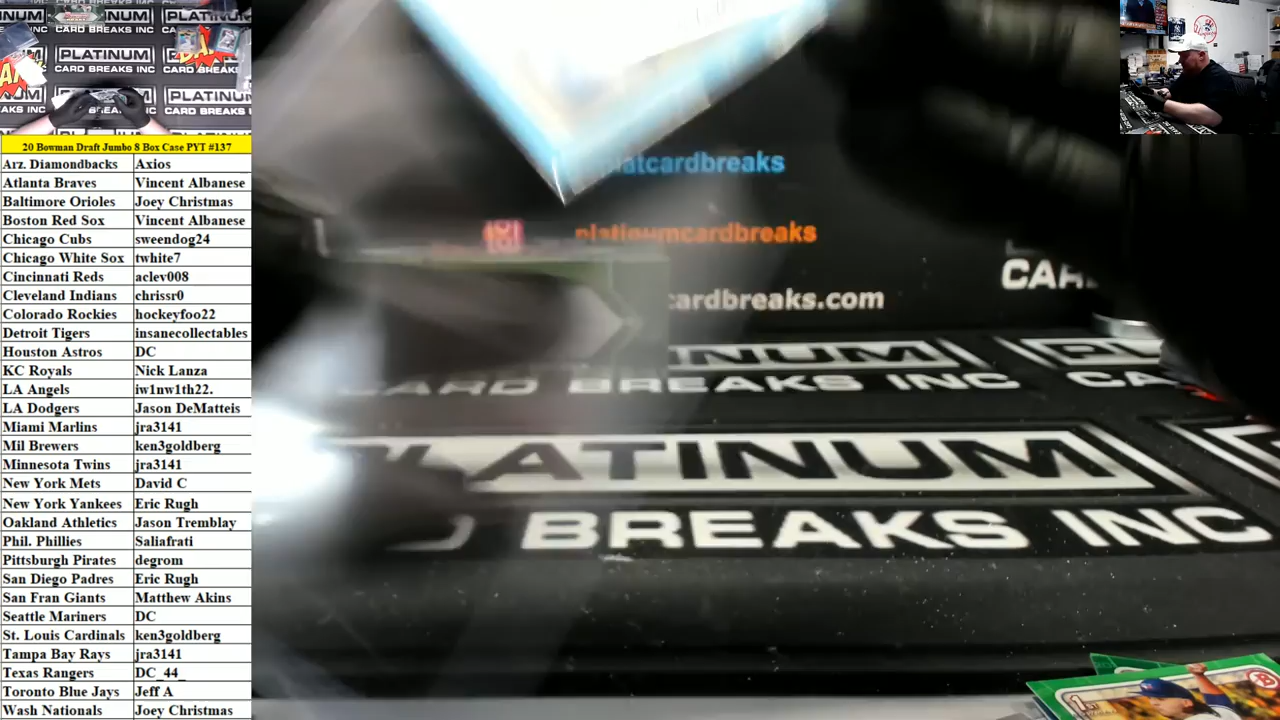 20 Bowman Draft Jumbo 8 Box Case PYT #137
Arz. Diamondbacks Axios
Atlanta Braves Vincent Albanese
Baltimore Orioles Joey Christmas
Boston Red Sox Vincent Albanese
Chicago Cubs sweendog24
Chicago White Sox twhite7
Cincinnati Reds aclev008
Cleveland Indians chrissr0
Colorado Rockies hockeyfoo22
Detroit Tigers insanecollectables
Houston Astros DC
KC Royals Nick Lanza
LA Angels iw1nw1th22.
LA Dodgers Jason DeMatteis
Miami Marlins jra3141
Mil Brewers ken3goldberg
Minnesota Twins jra3141
New York Mets David C
New York Yankees Eric Rugh
Oakland Athletics Jason Tremblay
Phil. Phillies Saliafrati
Pittsburgh Pirates degrom
San Diego Padres Eric Rugh
San Fran Giants Matthew Akins
Seattle Mariners DC
St. Louis Cardinals ken3goldberg
Tampa Bay Rays jra3141
Texas Rangers DC_44_
Toronto Blue Jays Jeff A
Wash Nationals Joey Christmas
PLATINUM
CARD BREAKS INC
platinumcardbreaks
cardbreaks.com
CARD BREAKS INC
PLATINUM
BREAKS INC